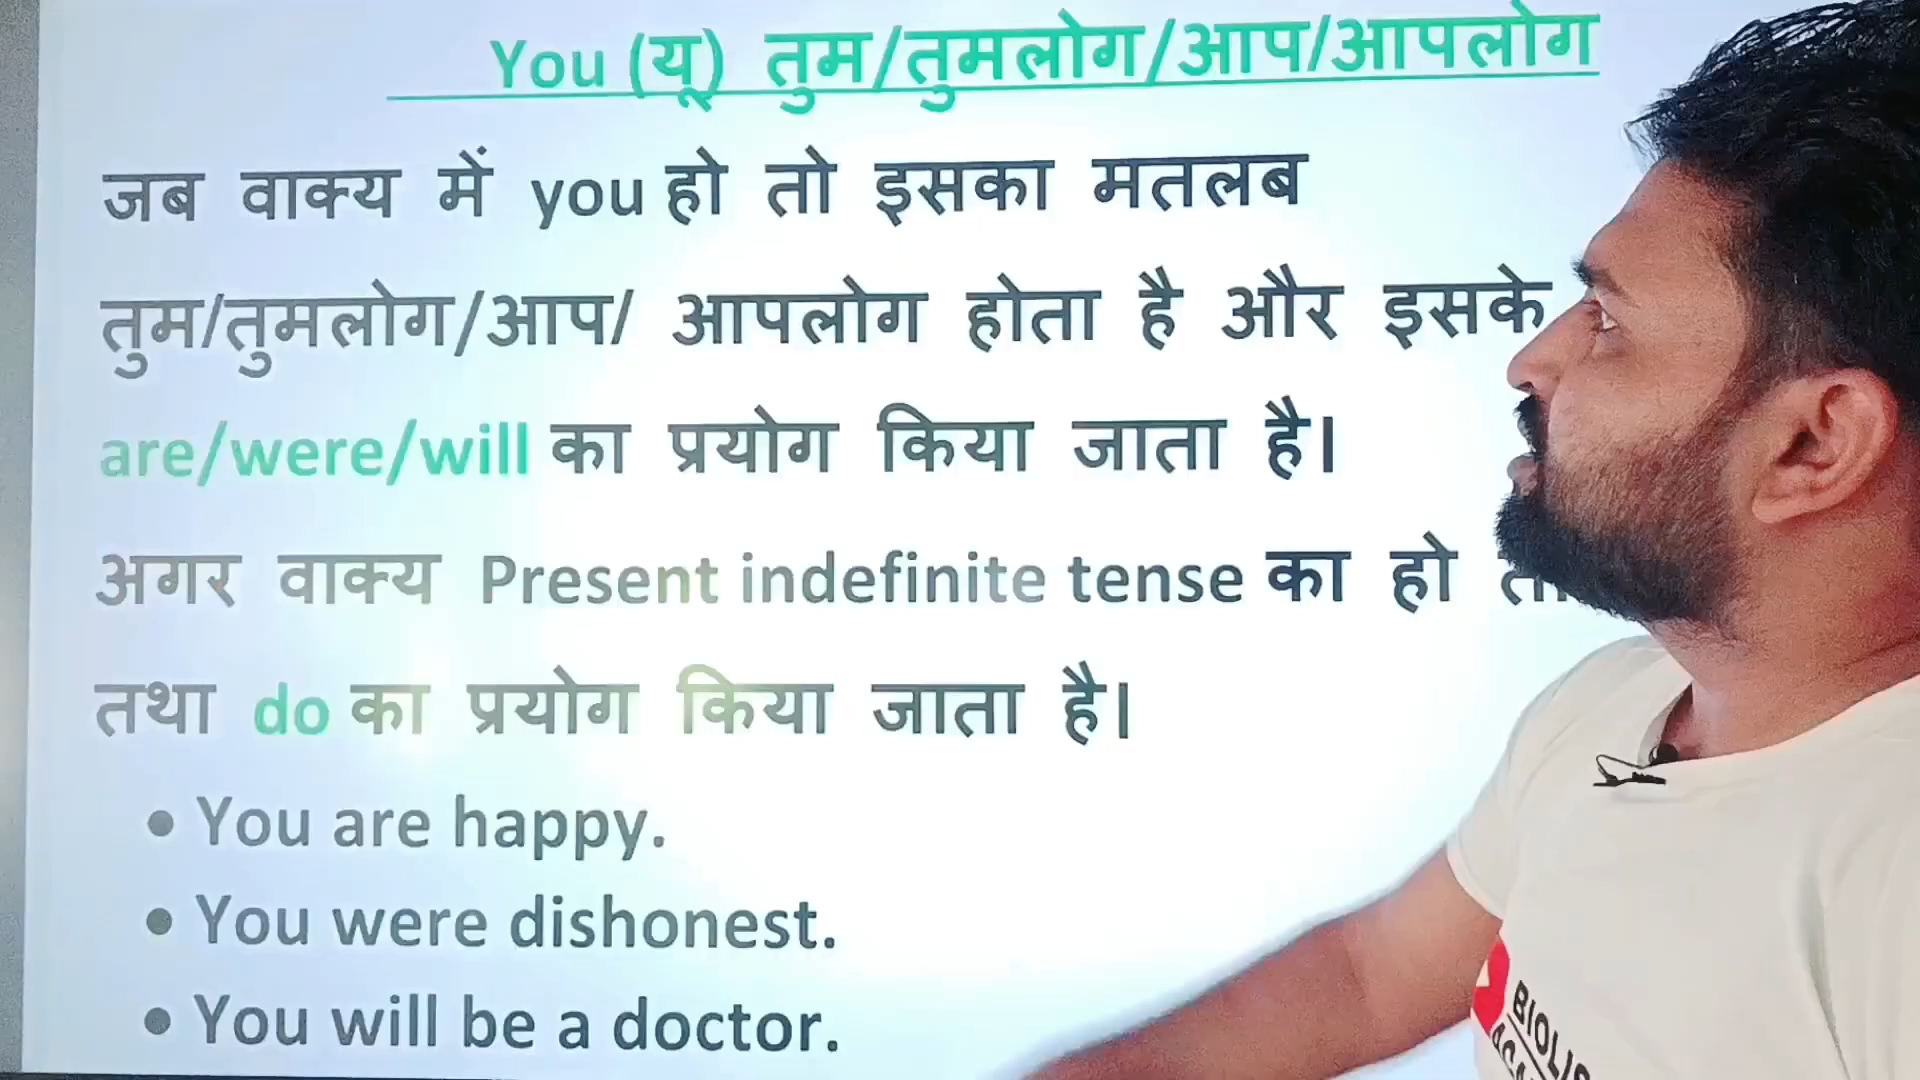 You (यू) तुम/तुमलोग/आप/आपलोग
जब वाक्य में you हो तो इसका मतलब
तुम/तुमलोग/आप/ आपलोग होता है और इसके
are/were/will का प्रयोग किया जाता है।
अगर वाक्य Present indefinite tense का हो
तथा do का प्रयोग किया जाता है।
• You are happy.
• You were dishonest.
• You will be a doctor.